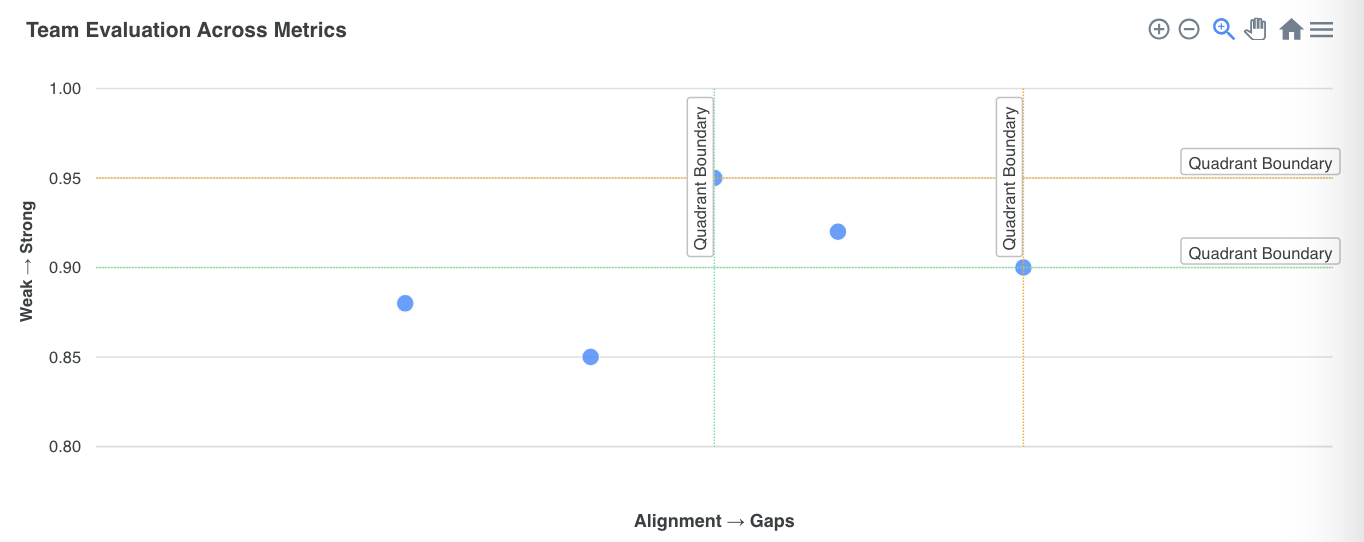 Team Evaluation Across Metrics
1.00
0.95
0.90
0.85
0.80
Weak → Strong
Quadrant Boundary
Quadrant Boundary
Quadrant Boundary
Quadrant Boundary
Alignment → Gaps